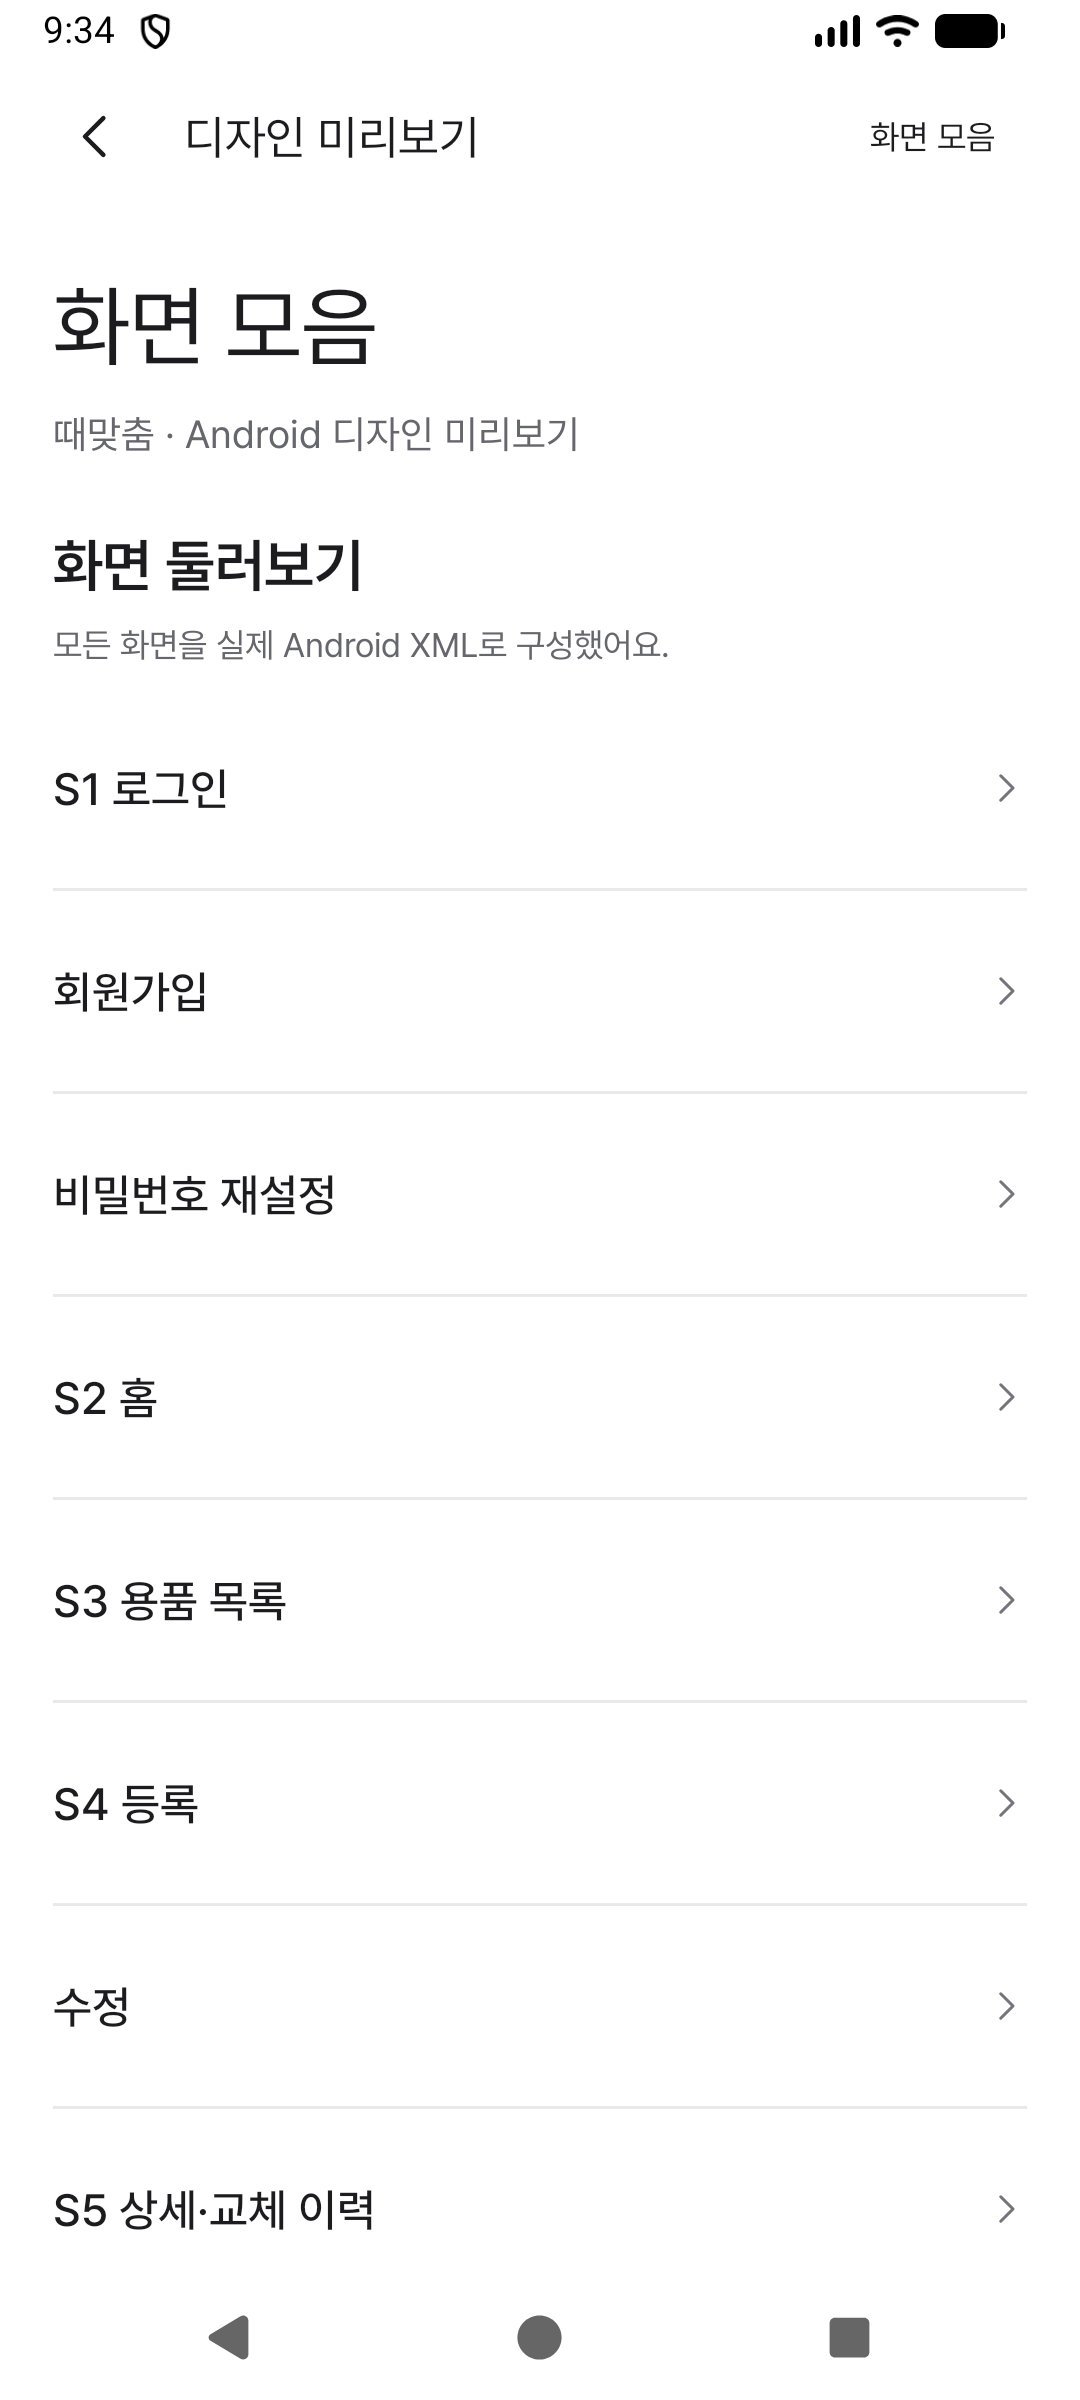 9:34
디자인 미리보기
화면 모음
화면 모음
때맞춤 · Android 디자인 미리보기
화면 둘러보기
모든 화면을 실제 Android XML로 구성했어요.
S1 로그인
회원가입
비밀번호 재설정
S2 홈
S3 용품 목록
S4 등록
수정
S5 상세·교체 이력